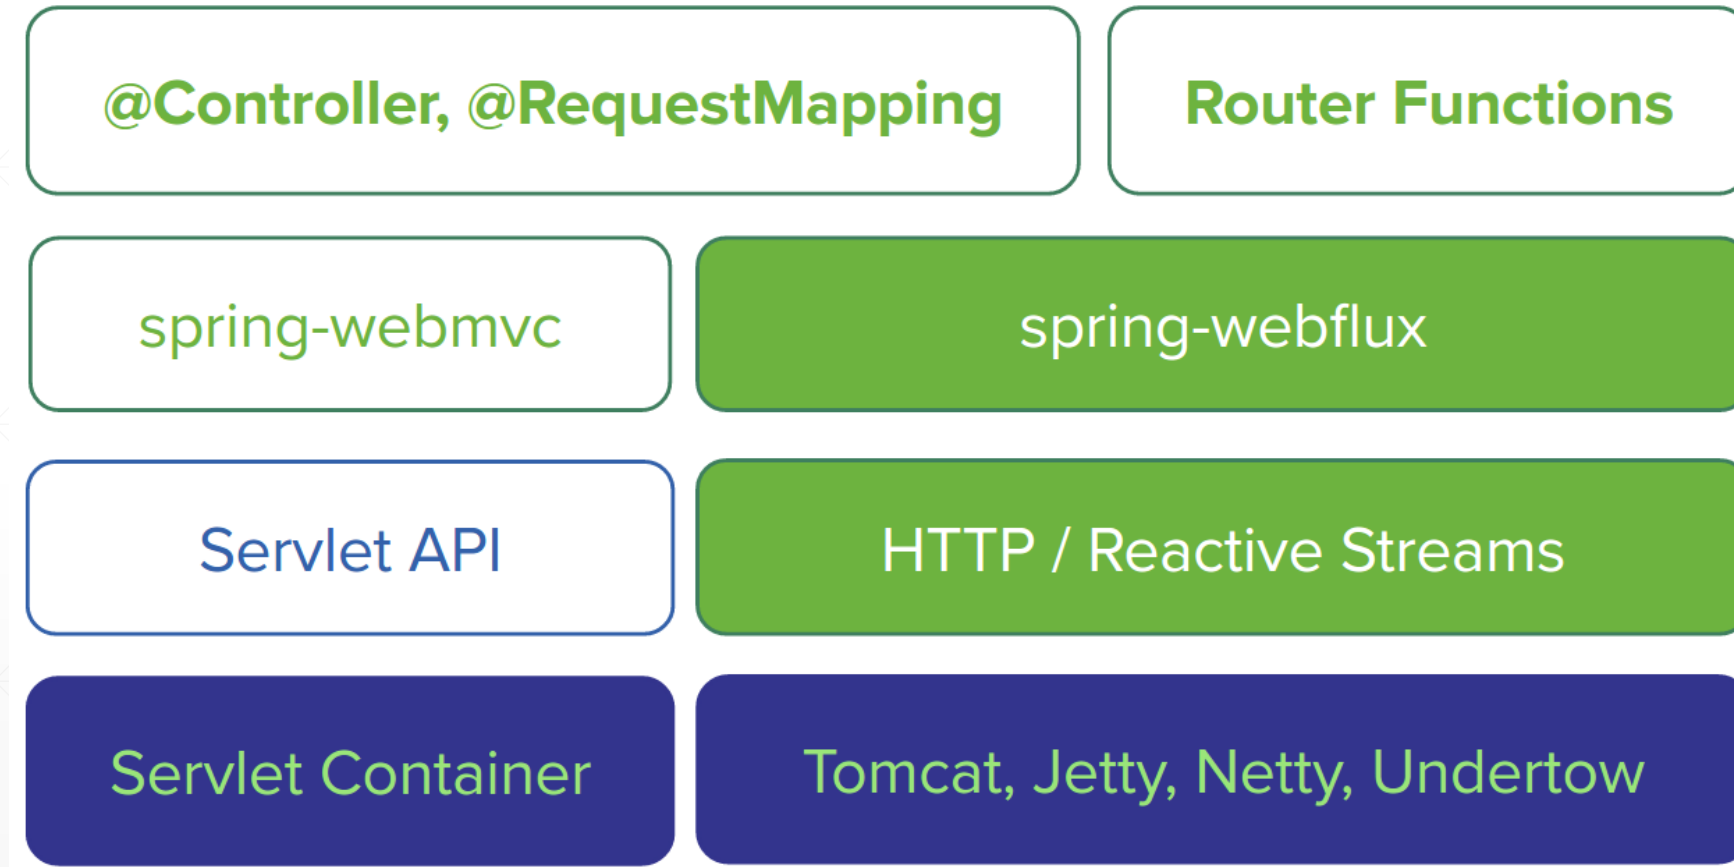 @Controller, @RequestMapping
Router Functions
spring-webmvc
spring-webflux
Servlet API
HTTP / Reactive Streams
Servlet Container
Tomcat, Jetty, Netty, Undertow